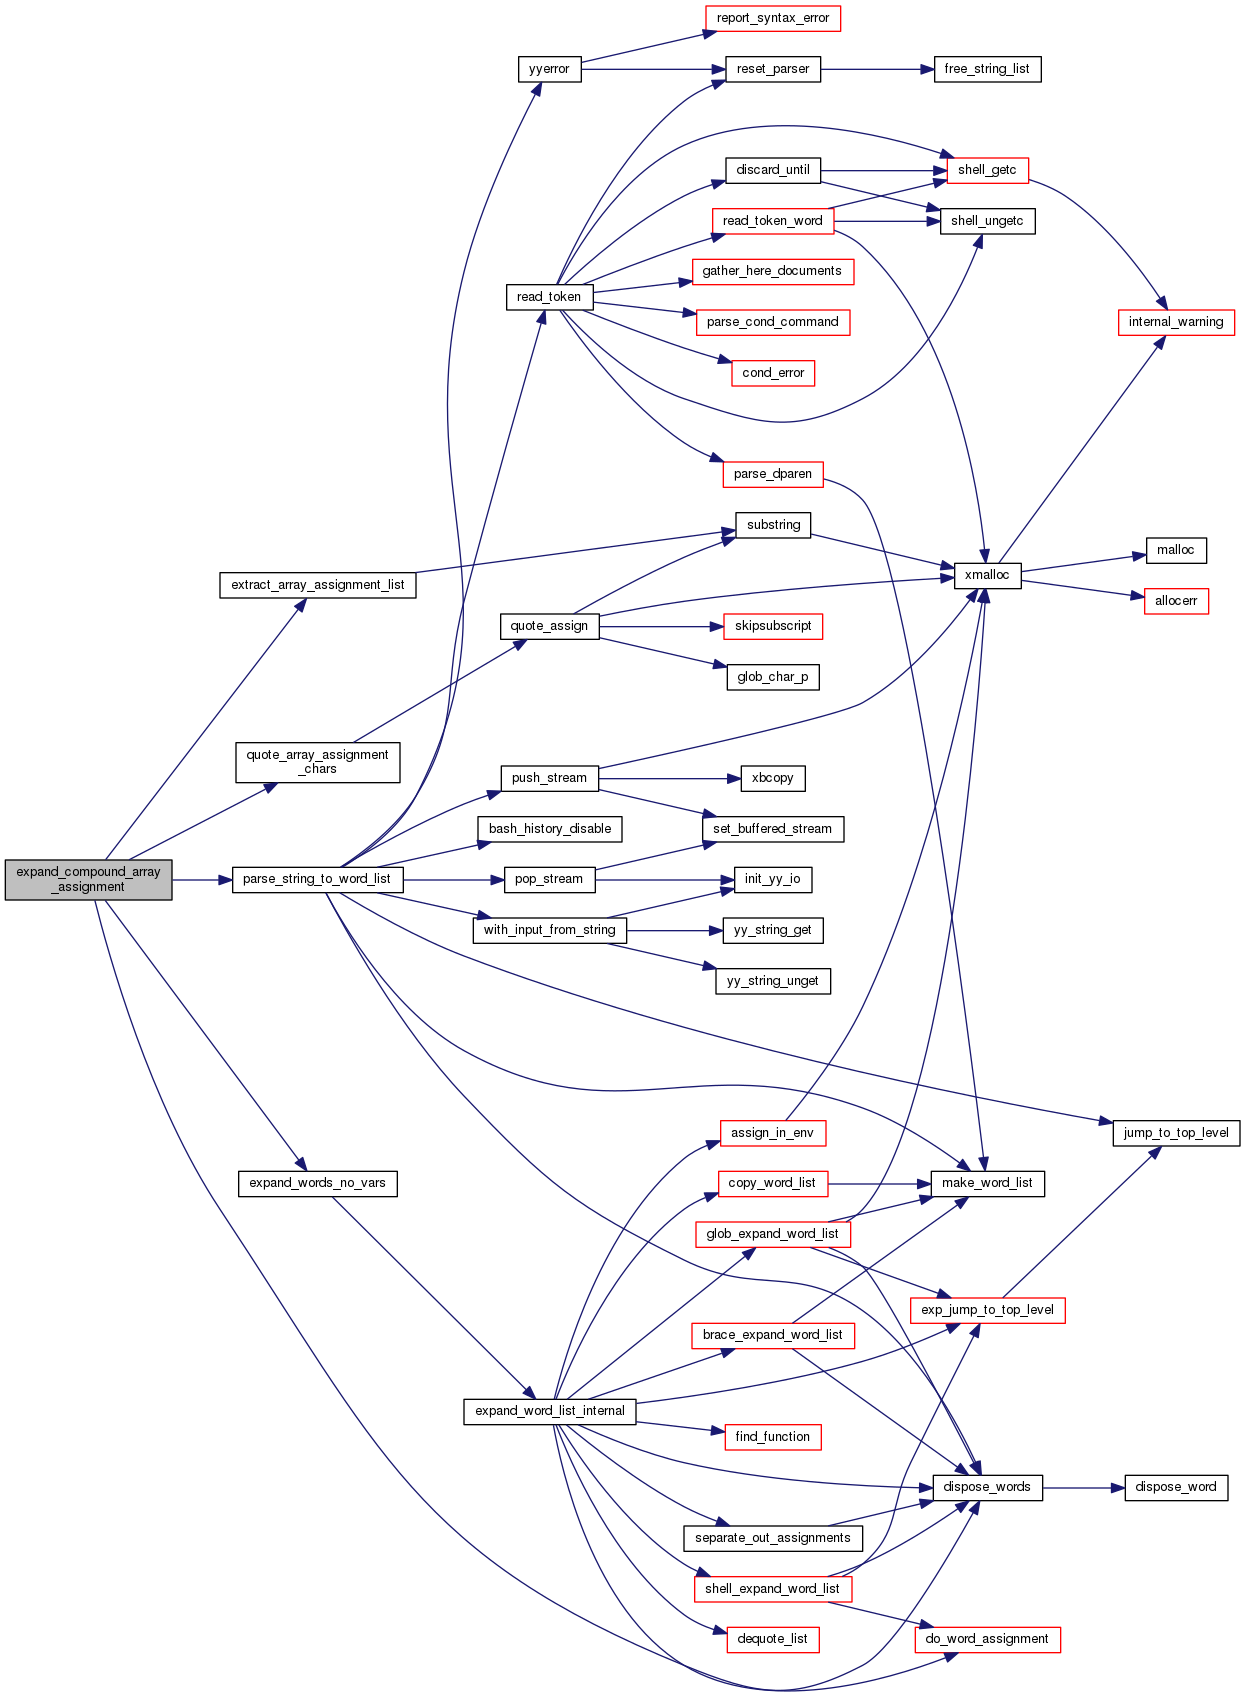 report_syntax_error
yyerror
reset_parser
free_string_list
discard_until
shell_getc
read_token_word
shell_ungetc
gather_here_documents
read_token
parse_cond_command
internal_warning
cond_error
parse_dparen
substring
malloc
extract_array_assignment_list
xmalloc
allocerr
quote_assign
skipsubscript
glob_char_p
quote_array_assignment
_chars
push_stream
xbcopy
bash_history_disable
set_buffered_stream
expand_compound_array
_assignment
parse_string_to_word_list
pop_stream
init_yy_io
with_input_from_string
yy_string_get
yy_string_unget
assign_in_env
jump_to_top_level
expand_words_no_vars
copy_word_list
make_word_list
glob_expand_word_list
exp_jump_to_top_level
brace_expand_word_list
expand_word_list_internal
find_function
dispose_words
dispose_word
separate_out_assignments
shell_expand_word_list
dequote_list
do_word_assignment